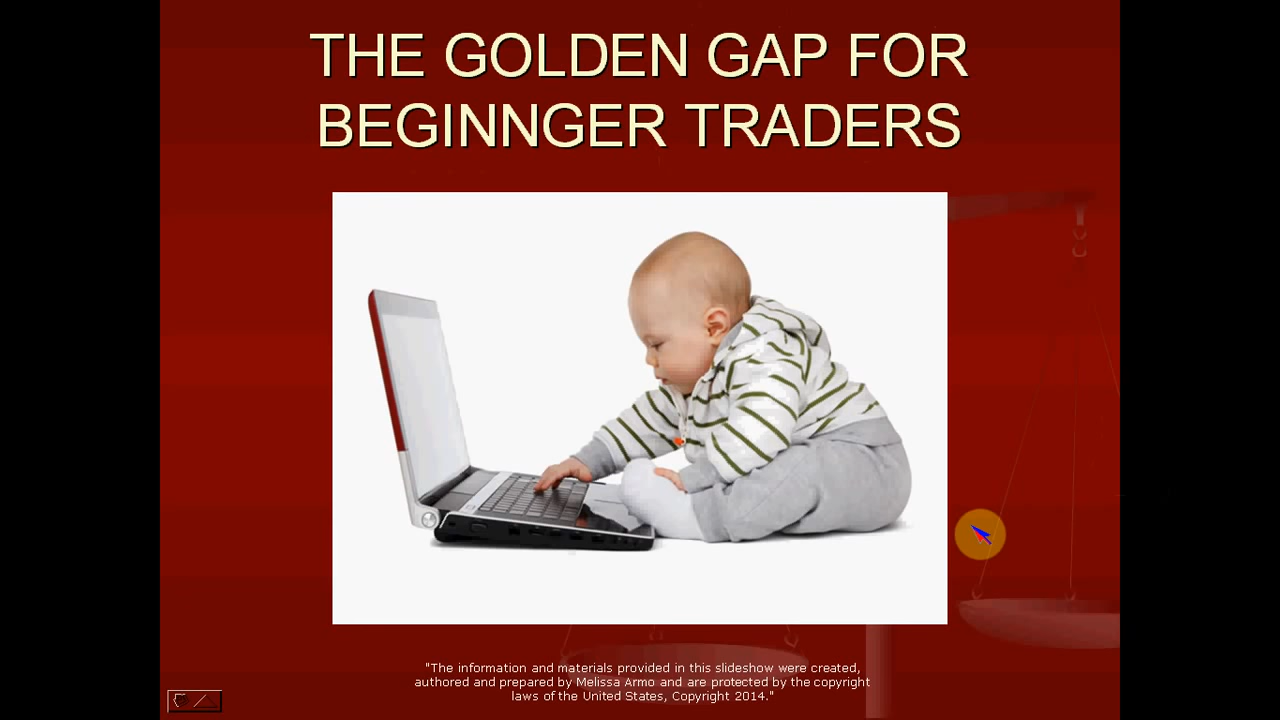 THE GOLDEN GAP FOR
BEGINNGER TRADERS
"The information and materials provided in this slideshow were created,
authored and prepared by Melissa Armo and are protected by the copyright
laws of the United States, Copyright 2014."